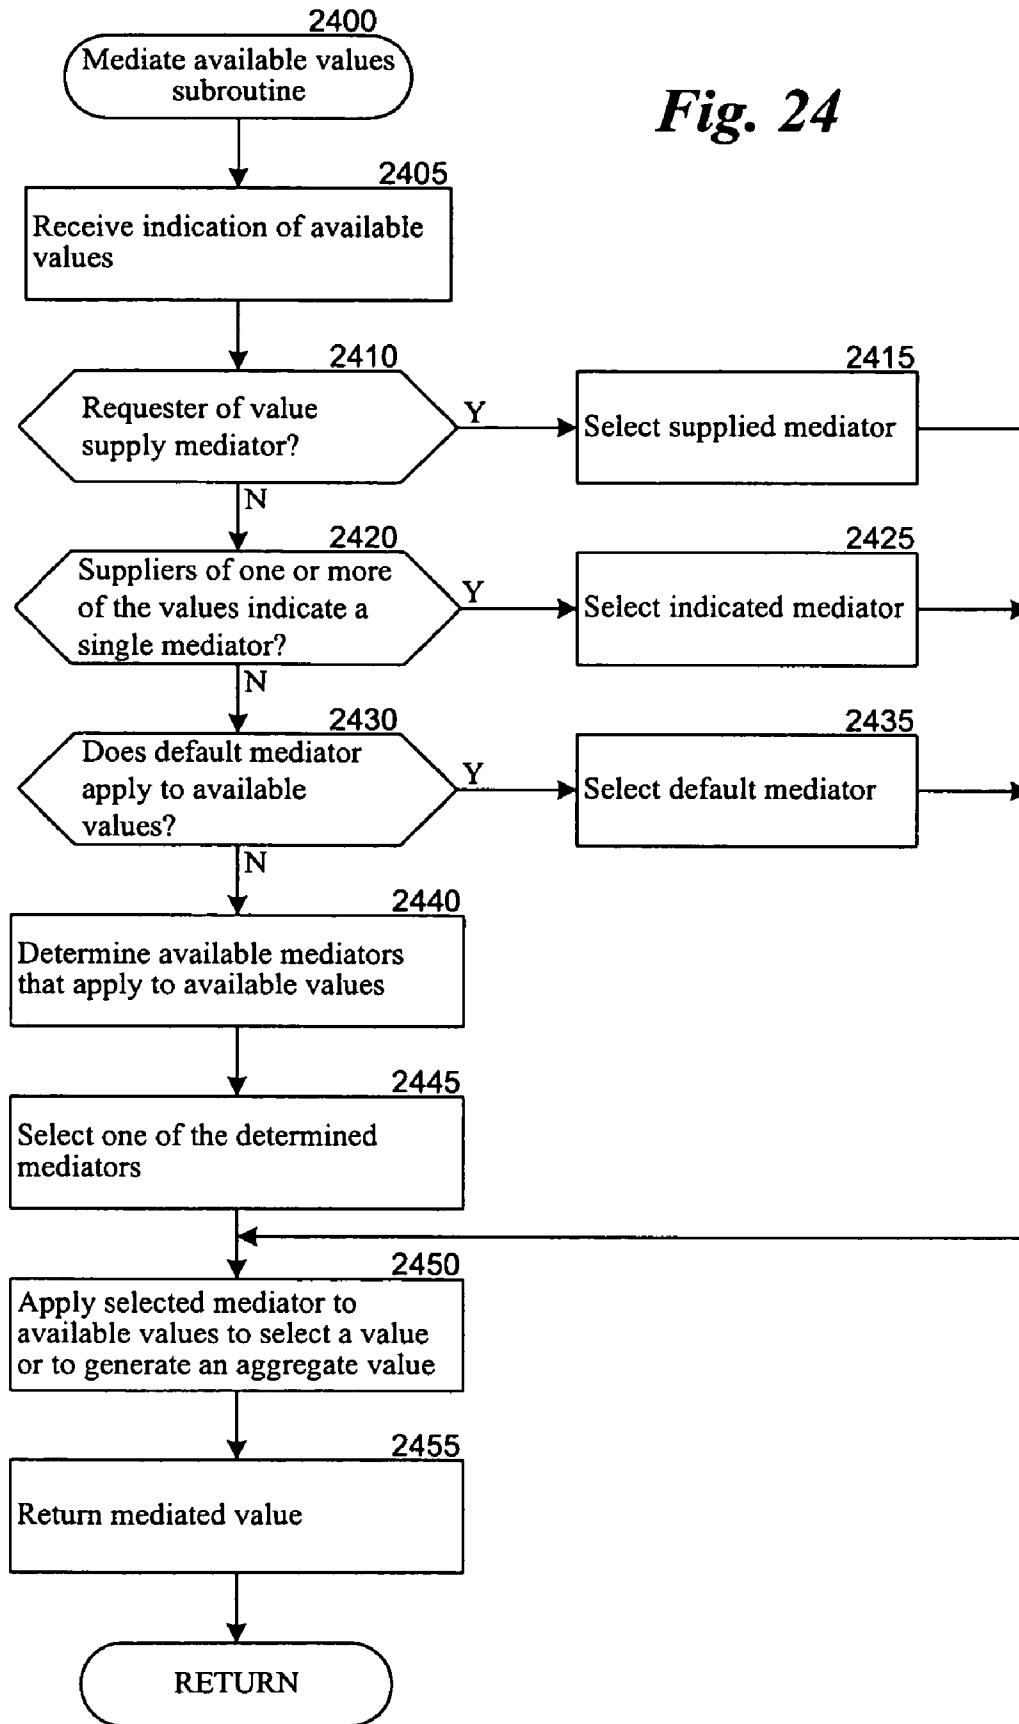 2400
Mediate available values
subroutine
Fig. 24
2405
Receive indication of available
values
2410
Requester of value
supply mediator?
Y
N
2415
Select supplied mediator
2420
Suppliers of one or more
of the values indicate a
single mediator?
Y
N
2425
Select indicated mediator
2430
Does default mediator
apply to available
values?
Y
N
2435
Select default mediator
2440
Determine available mediators
that apply to available values
2445
Select one of the determined
mediators
2450
Apply selected mediator to
available values to select a value
or to generate an aggregate value
2455
Return mediated value
RETURN